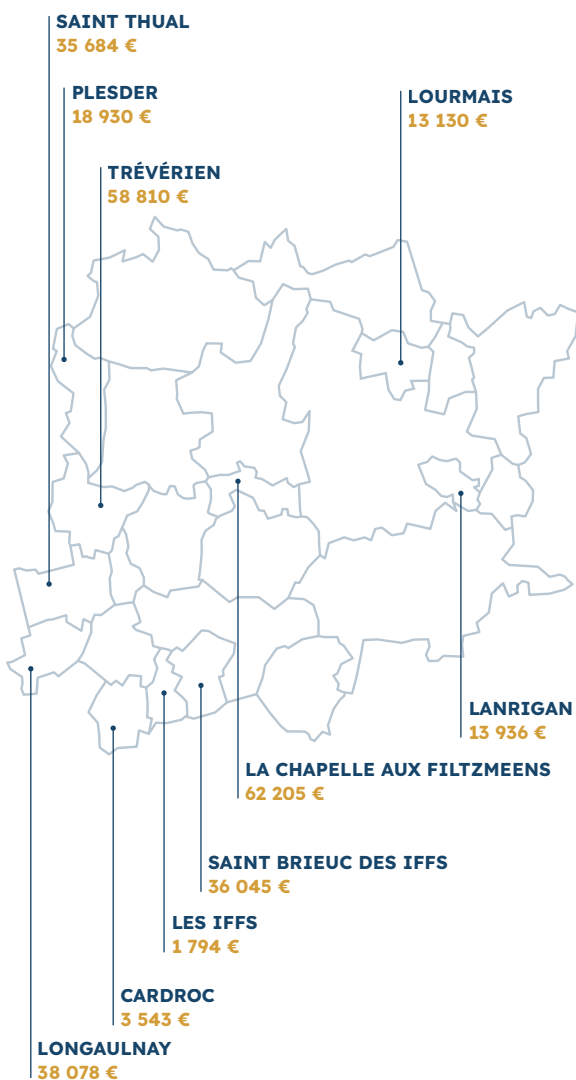 SAINT THUAL
35 684 €
PLESDER
18 930 €
LOURMAIS
13 130 €
TRÉVÉRIEN
58 810 €
LANRIGAN
13 936 €
LA CHAPELLE AUX FILTZMEENS
62 205 €
SAINT BRIEUC DES IFFS
36 045 €
LES IFFS
1 794 €
CARDROC
3 543 €
LONGAULNAY
38 078 €